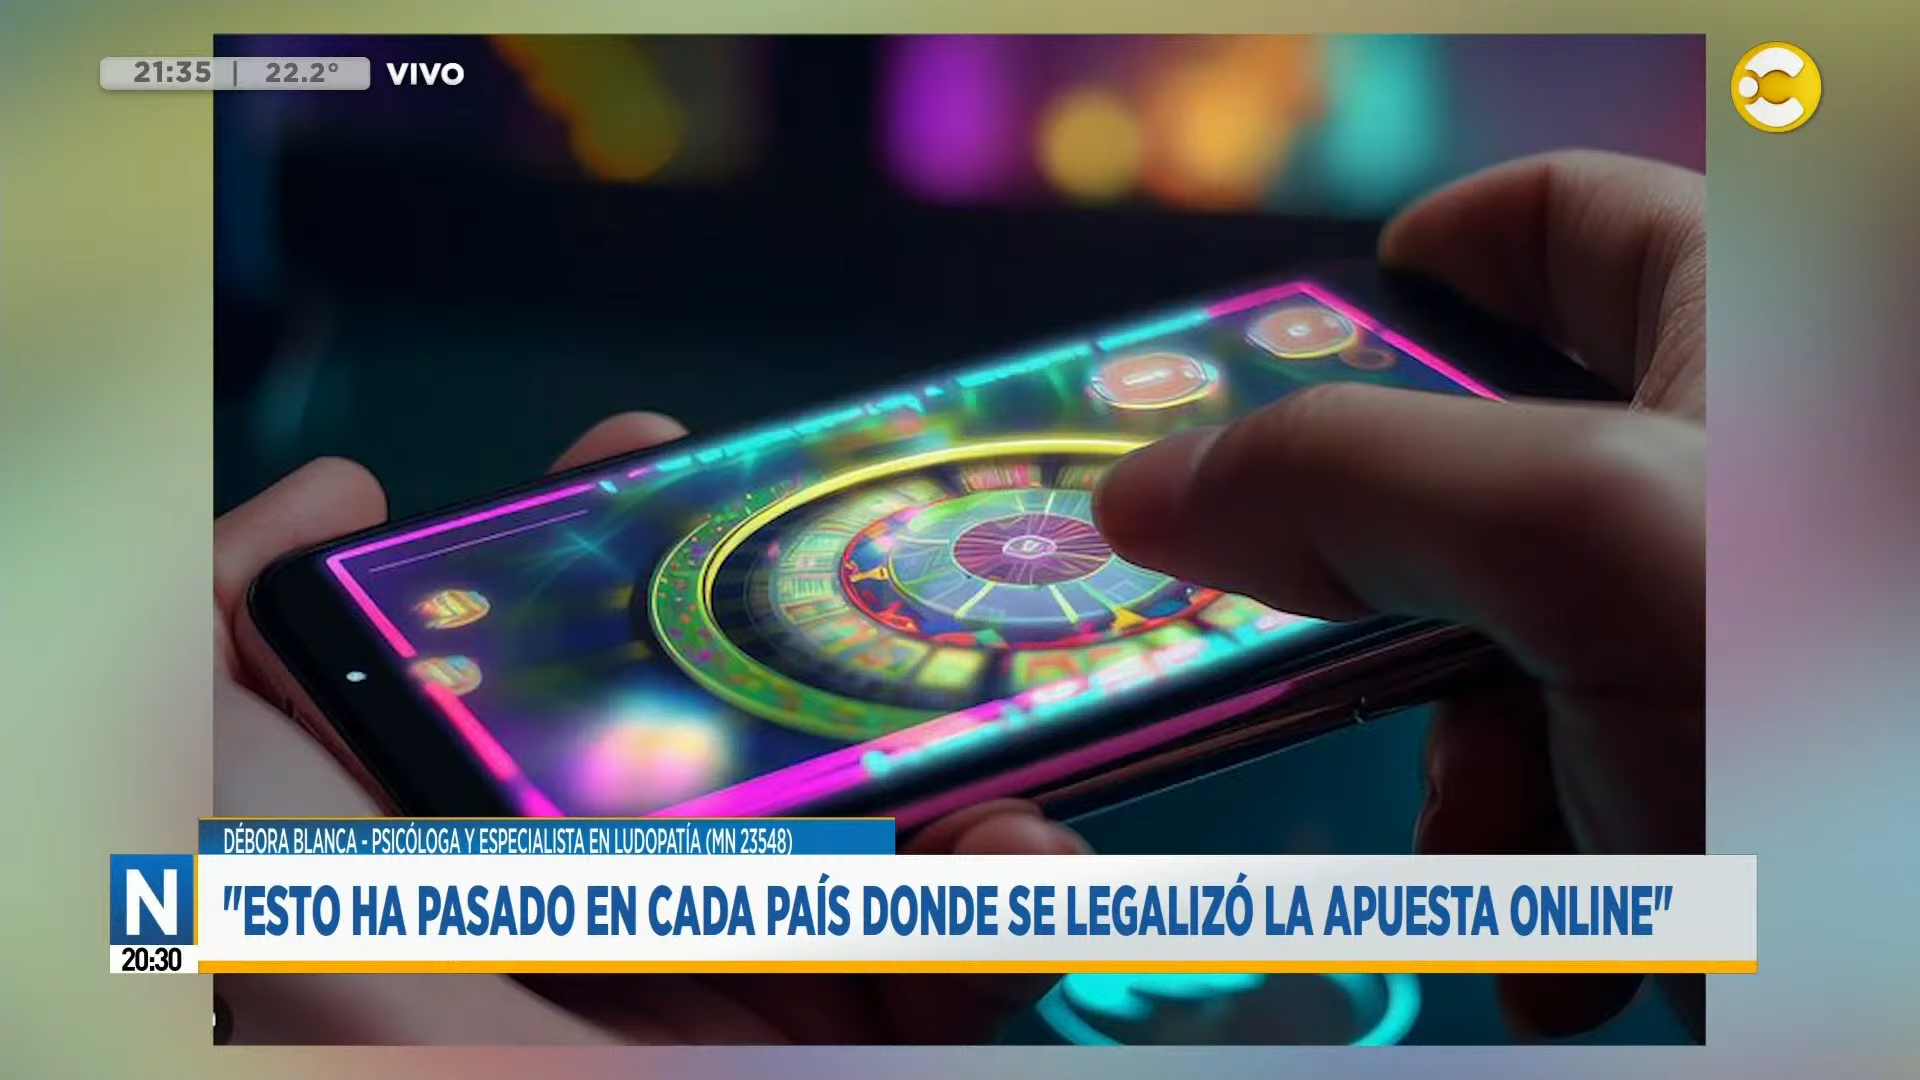 21:35 | 22.2° VIVO
DÉBORA BLANCA - PSICÓLOGA Y ESPECIALISTA EN LUDOPATÍA (MN 23548)
N
"ESTO HA PASADO EN CADA PAÍS DONDE SE LEGALIZÓ LA APUESTA ONLINE"
20:30